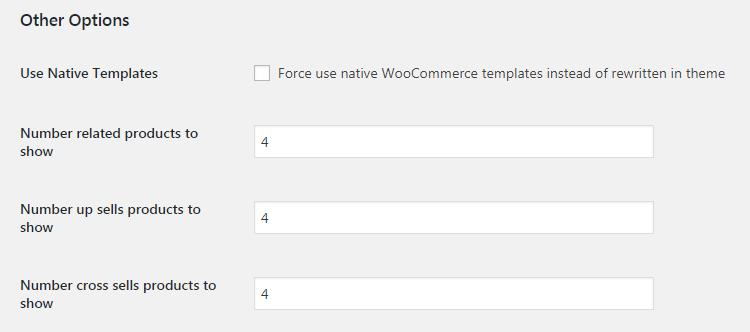 Other Options
Use Native Templates
Force use native WooCommerce templates instead of rewritten in theme
Number related products to
show
4
Number up sells products to
show
4
Number cross sells products to
show
4